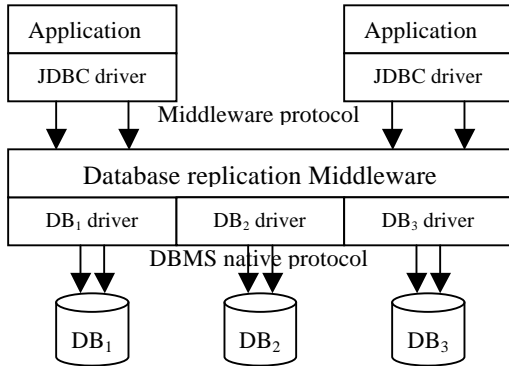 Application Application
JDBC driver JDBC driver
Middleware protocol
Database replication Middleware
DB₁ driver DB₂ driver DB₃ driver
DBMS native protocol
DB₁ DB₂ DB₃